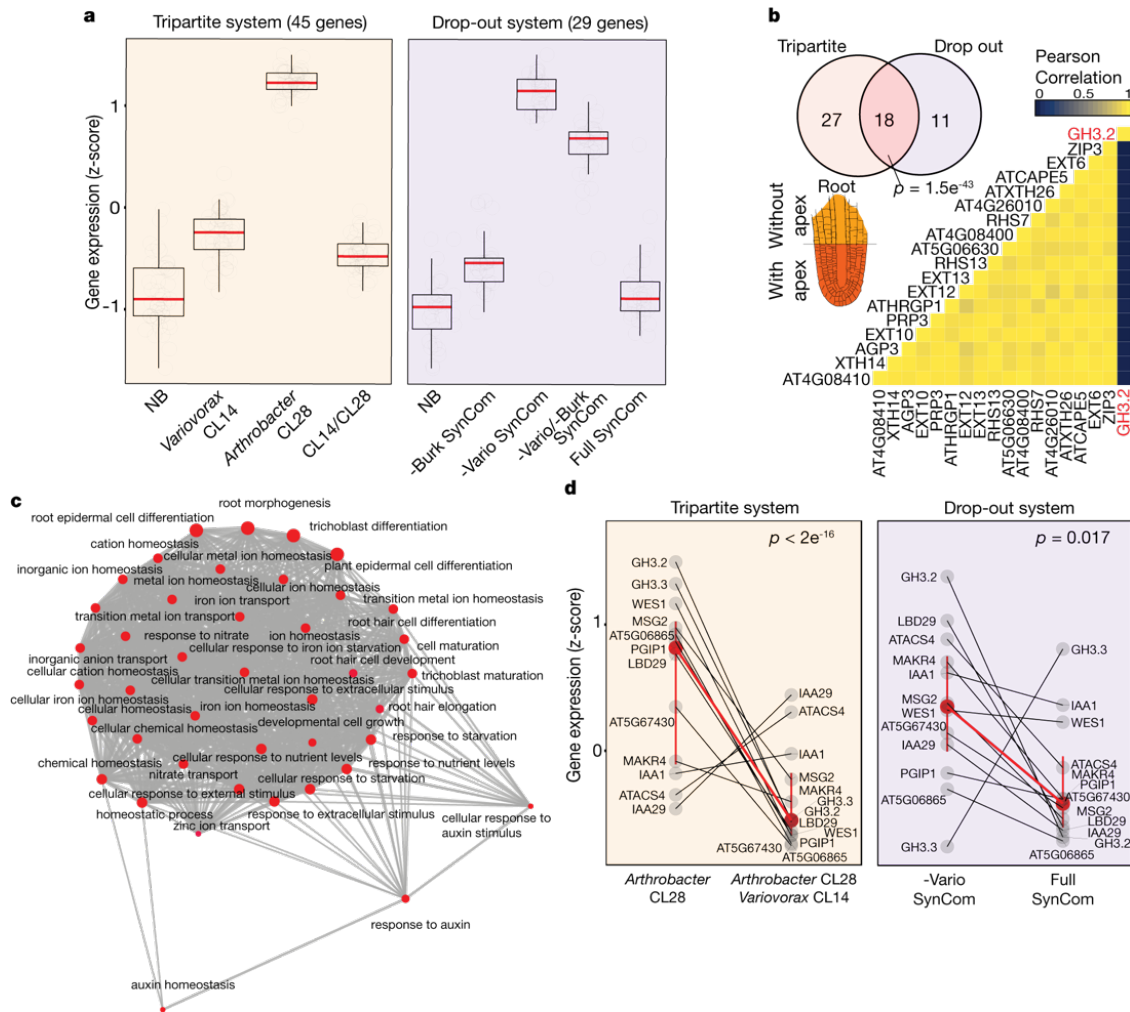 a
Tripartite system (45 genes)
Drop-out system (29 genes)
Gene expression (z-score)
1
0
−1
NB
Variovorax
CL14
Arthrobacter
CL28
CL14/CL28
NB
-Burk SynCom
-Vario SynCom
-Vario/-Burk
SynCom
Full SynCom
b
Tripartite
Drop out
27
18
11
p = 1.5e-43
Pearson
Correlation
0
0.5
1
Root
Without
apex
With
apex
GH3.2
ZIP3
EXT6
ATCAPE5
ATXTH26
AT4G26010
RHS7
AT4G08400
AT5G06630
RHS13
EXT13
EXT12
ATHRGP1
PRP3
EXT10
AGP3
XTH14
AT4G08410
AT4G08410
XTH14
AGP3
EXT10
PRP3
ATHRGP1
EXT12
EXT13
RHS13
AT5G06630
AT4G08400
RHS7
AT4G26010
ATXTH26
ATCAPE5
EXT6
ZIP3
GH3.2
c
root morphogenesis
root epidermal cell differentiation
trichoblast differentiation
cation homeostasis
cellular metal ion homeostasis
plant epidermal cell differentiation
inorganic ion homeostasis
metal ion homeostasis
cellular ion homeostasis
transition metal ion homeostasis
iron ion transport
transition metal ion transport
root hair cell differentiation
response to nitrate
ion homeostasis
cell maturation
cellular response to iron ion starvation
inorganic anion transport
root hair cell development
cellular cation homeostasis
cellular transition metal ion homeostasis
trichoblast maturation
cellular iron ion homeostasis
cellular response to extracellular stimulus
cellular homeostasis
iron ion homeostasis
root hair elongation
cellular chemical homeostasis
developmental cell growth
response to starvation
chemical homeostasis
cellular response to nutrient levels
response to nutrient levels
nitrate transport
cellular response to starvation
cellular response to external stimulus
homeostatic process
response to extracellular stimulus
zinc ion transport
cellular response to
auxin stimulus
response to auxin
auxin homeostasis
d
Tripartite system
Drop-out system
Gene expression (z-score)
1
0
p < 2e-16
GH3.2
GH3.3
WES1
MSG2
AT5G06865
PGIP1
LBD29
AT5G67430
MAKR4
IAA1
ATACS4
IAA29
IAA29
ATACS4
IAA1
MSG2
MAKR4
GH3.3
GH3.2
LBD29
WES1
PGIP1
AT5G67430
AT5G06865
Arthrobacter
CL28
Arthrobacter CL28
Variovorax CL14
p = 0.017
GH3.2
LBD29
ATACS4
MAKR4
IAA1
MSG2
WES1
AT5G67430
IAA29
PGIP1
AT5G06865
GH3.3
GH3.3
IAA1
WES1
ATACS4
MAKR4
PGIP1
AT5G67430
MSG2
LBD29
IAA29
GH3.2
AT5G06865
-Vario
SynCom
Full
SynCom